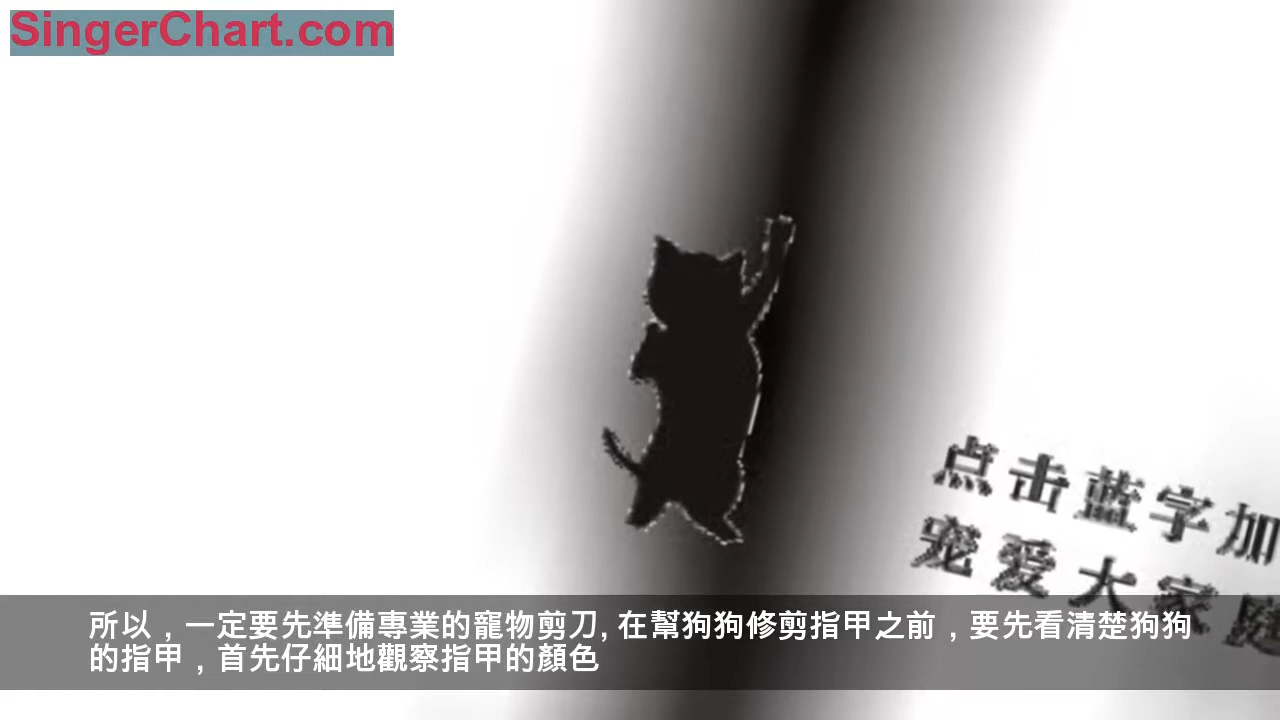 SingerChart.com
点击蓝字加
宠爱大家庭
所以，一定要先準備專業的寵物剪刀, 在幫狗狗修剪指甲之前，要先看清楚狗狗
的指甲，首先仔細地觀察指甲的顏色